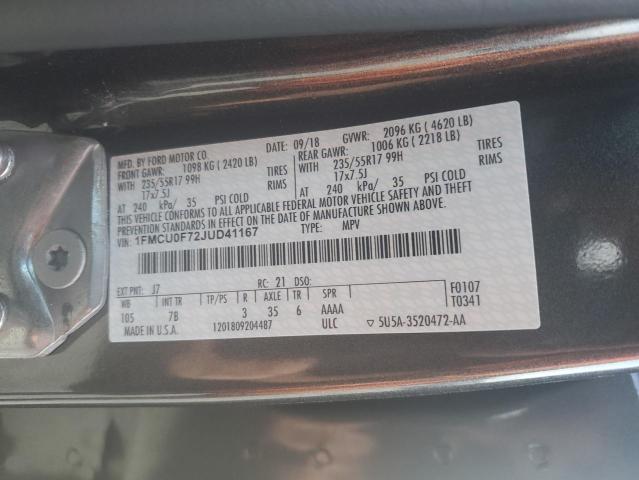 MFD. BY FORD MOTOR CO. DATE: 09/18 GVWR: 2096 KG ( 4620 LB)
FRONT GAWR: 1098 KG ( 2420 LB) REAR GAWR: 1006 KG ( 2218 LB)
WITH 235/55R17 99H TIRES WITH 235/55R17 99H TIRES
17x7.5J RIMS 17x7.5J RIMS
AT 240 kPa/ 35 PSI COLD AT 240 kPa/ 35 PSI COLD
THIS VEHICLE CONFORMS TO ALL APPLICABLE FEDERAL MOTOR VEHICLE SAFETY AND THEFT
PREVENTION STANDARDS IN EFFECT ON THE DATE OF MANUFACTURE SHOWN ABOVE.
VIN: 1FMCU0F72JUD41167 TYPE: MPV
EXT PNT: J7 RC: 21 DSO: F0107
WB INT TR TP/PS R AXLE TR SPR T0341
105 7B 3 35 6 AAAA
MADE IN U.S.A. 1201809204487 ULC ▽ 5U5A-3520472-AA